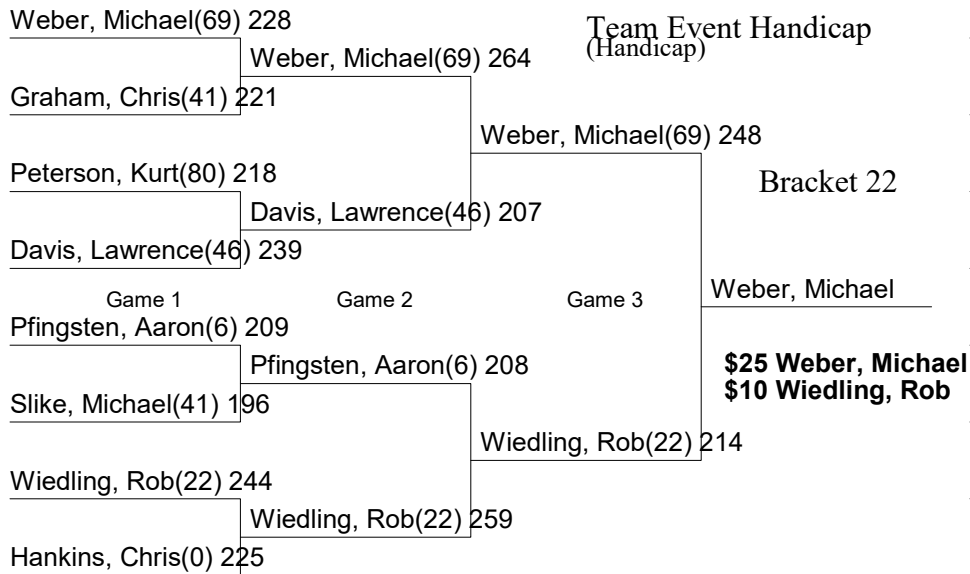 Weber, Michael(69) 228
Team Event Handicap
(Handicap)
Weber, Michael(69) 264
Graham, Chris(41) 221
Weber, Michael(69) 248
Peterson, Kurt(80) 218
Bracket 22
Davis, Lawrence(46) 207
Davis, Lawrence(46) 239
Game 1 Game 2 Game 3
Weber, Michael
Pfingsten, Aaron(6) 209
Pfingsten, Aaron(6) 208
$25 Weber, Michael
$10 Wiedling, Rob
Slike, Michael(41) 196
Wiedling, Rob(22) 214
Wiedling, Rob(22) 244
Wiedling, Rob(22) 259
Hankins, Chris(0) 225